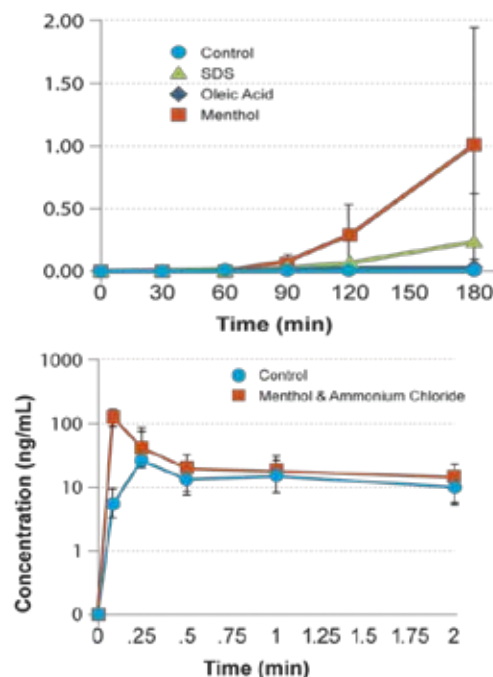 2.00
Control
SDS
1.50
Oleic Acid
Menthol
1.00
0.50
0.00
0 30 60 90 120 150 180
Time (min)
1000
Control
Menthol & Ammonium Chloride
100
10
1
0
Concentration (ng/mL)
0 .25 .5 .75 1 1.25 1.5 1.75 2
Time (min)